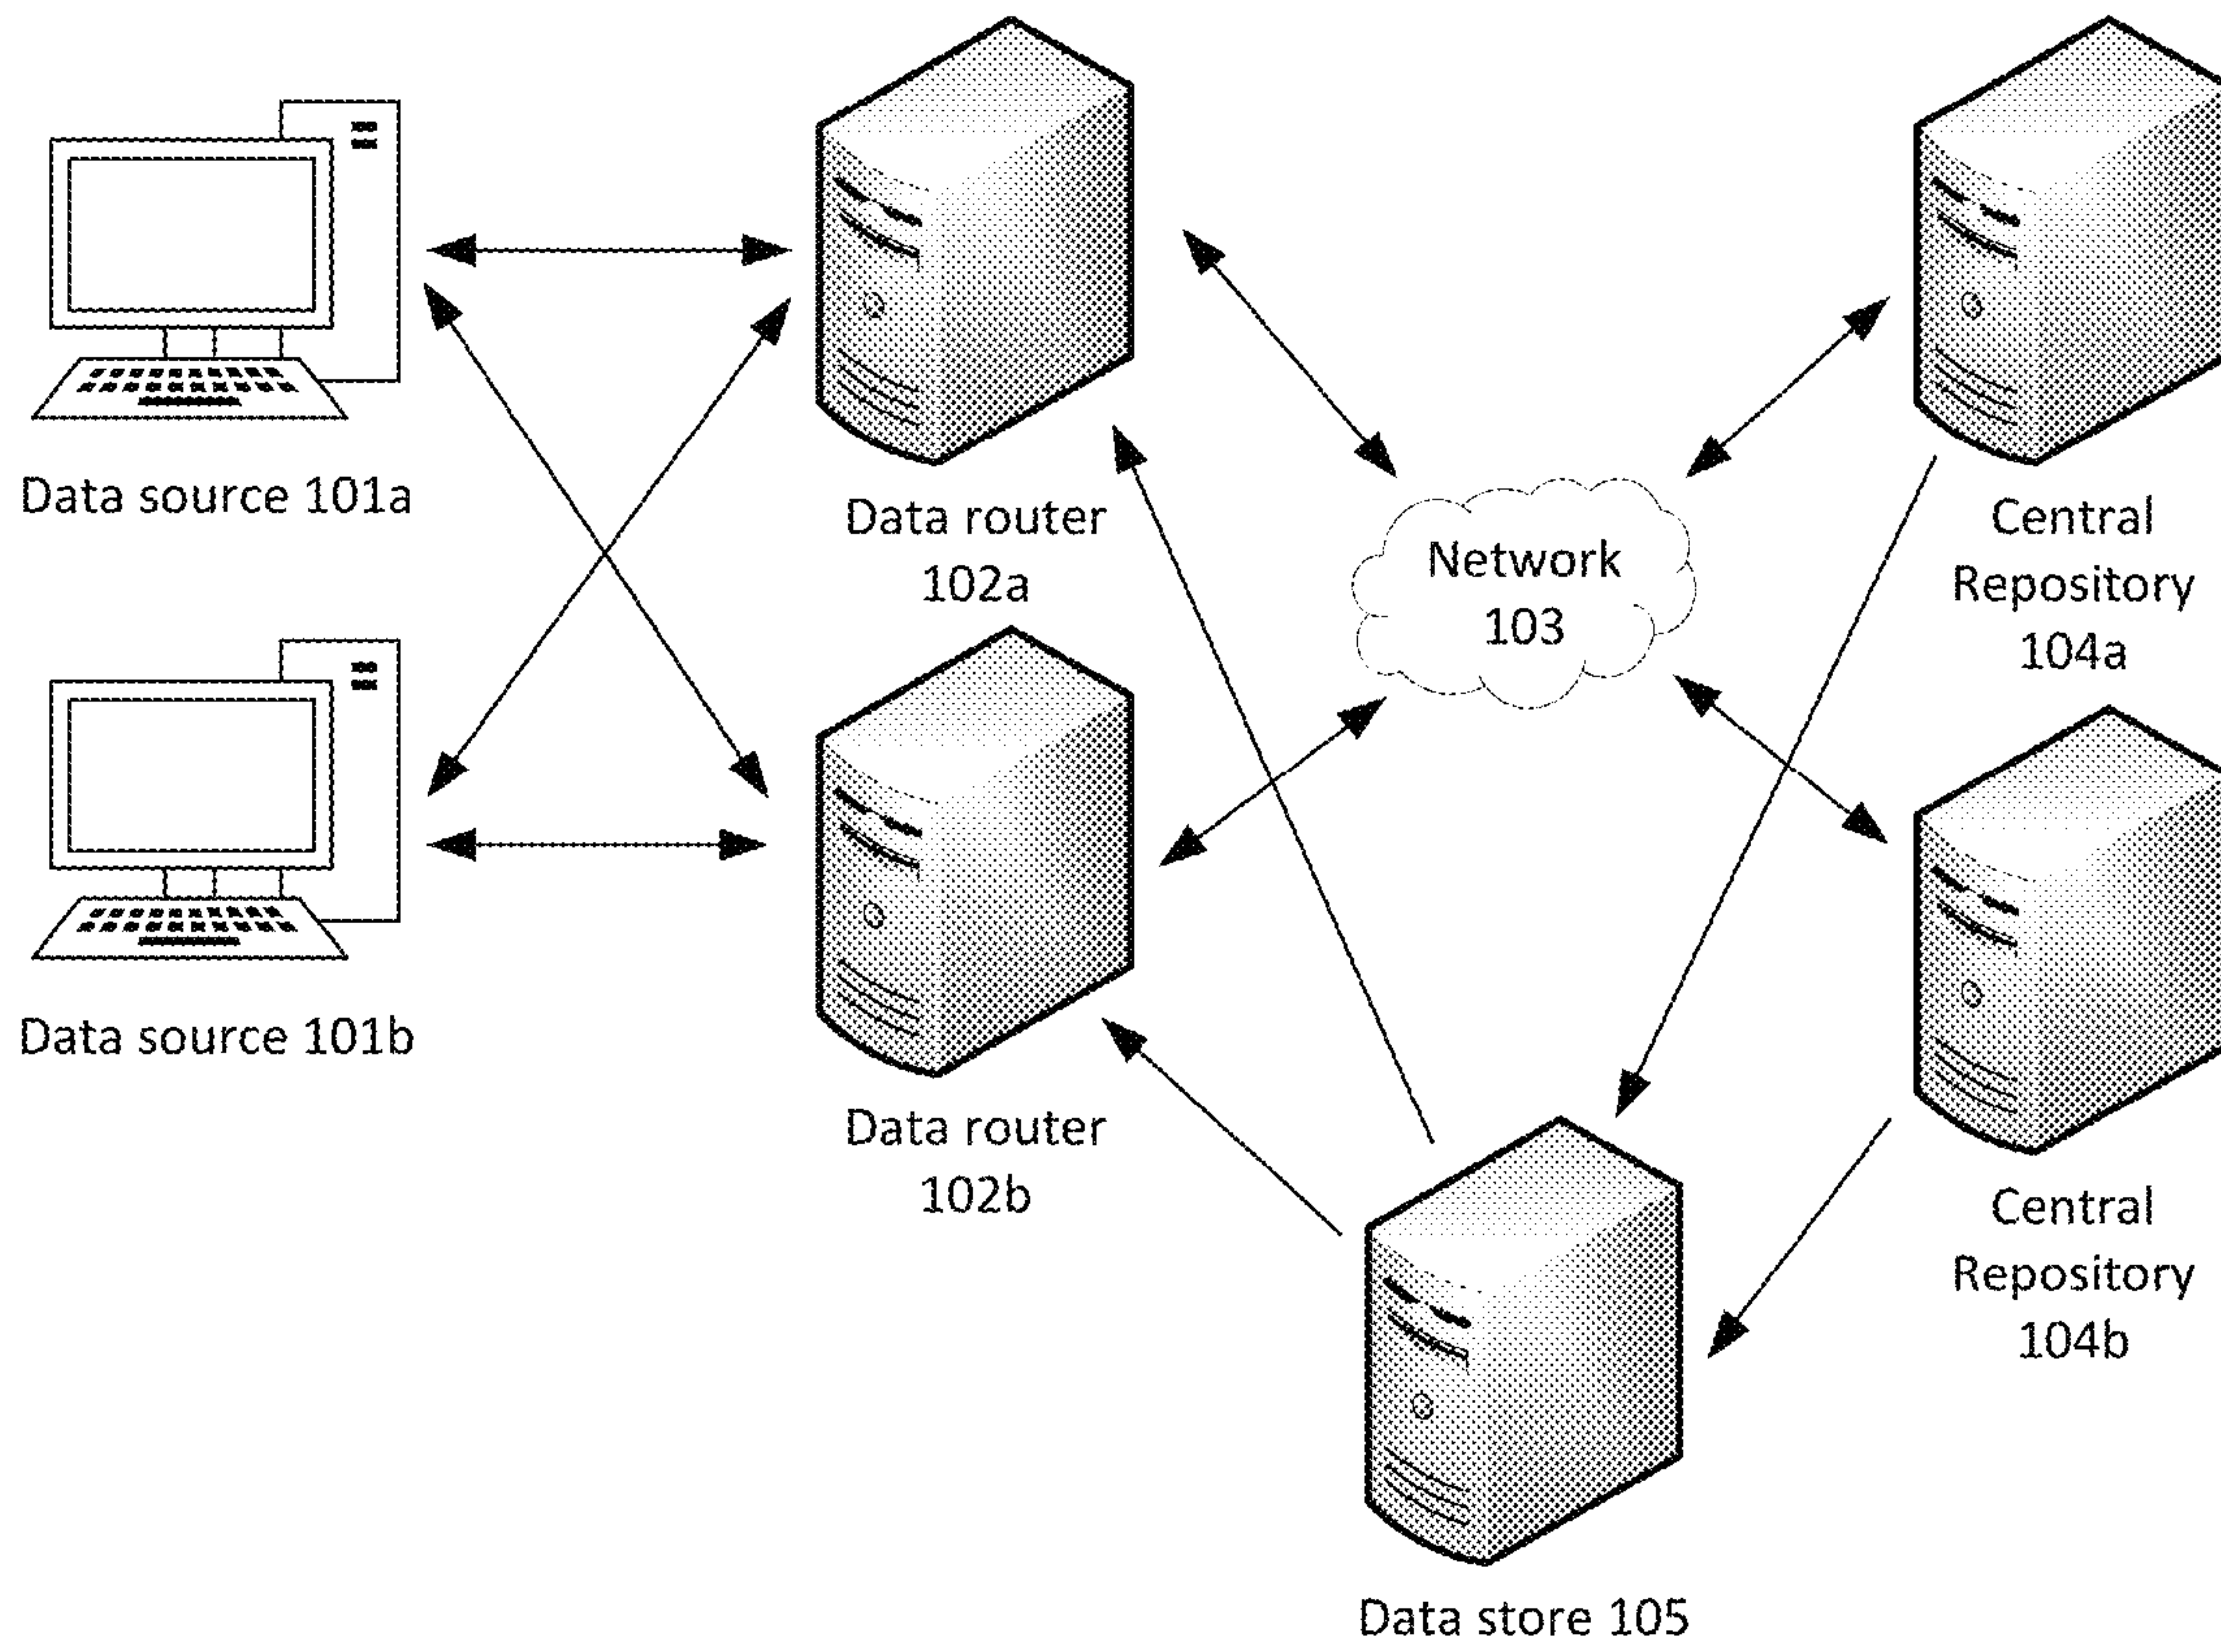 Data source 101a
Data router
102a
Network
103
Central
Repository
104a
Data source 101b
Data router
102b
Central
Repository
104b
Data store 105